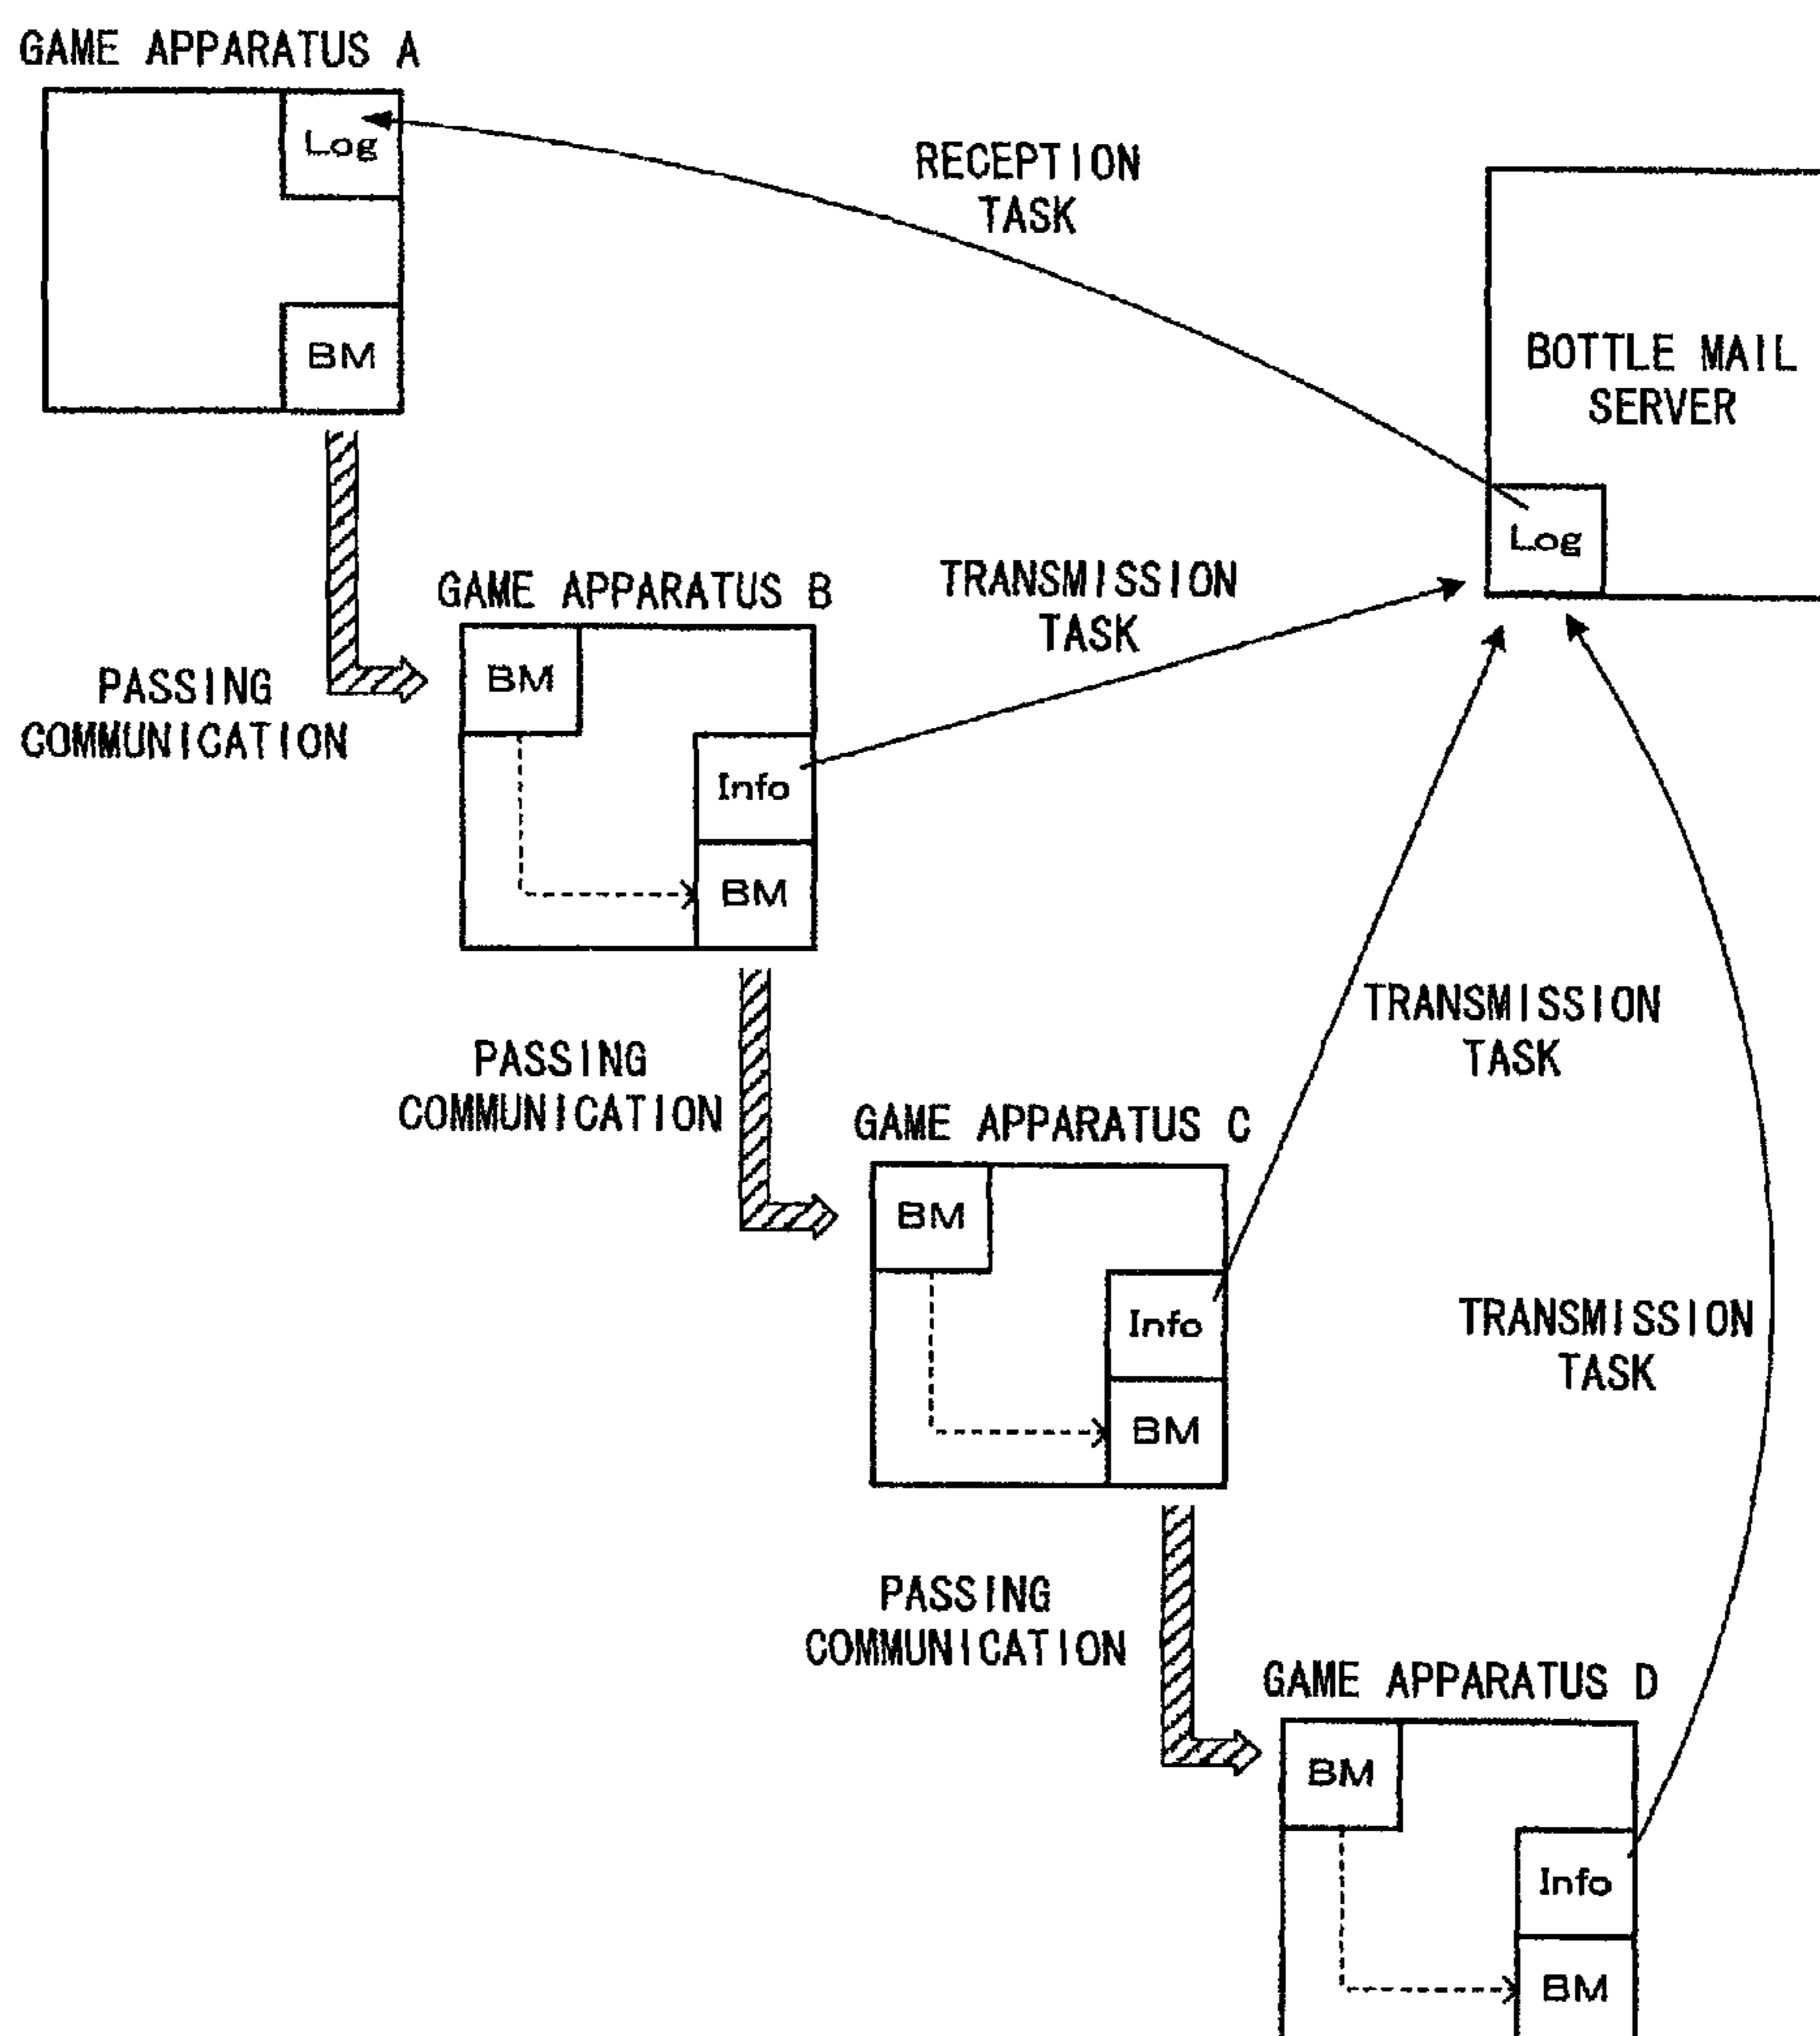 GAME APPARATUS A
Log
BM
RECEPTION
TASK
BOTTLE MAIL
SERVER
Log
PASSING
COMMUNICATION
GAME APPARATUS B
BM
Info
BM
TRANSMISSION
TASK
PASSING
COMMUNICATION
GAME APPARATUS C
BM
Info
BM
TRANSMISSION
TASK
TRANSMISSION
TASK
PASSING
COMMUNICATION
GAME APPARATUS D
BM
Info
BM